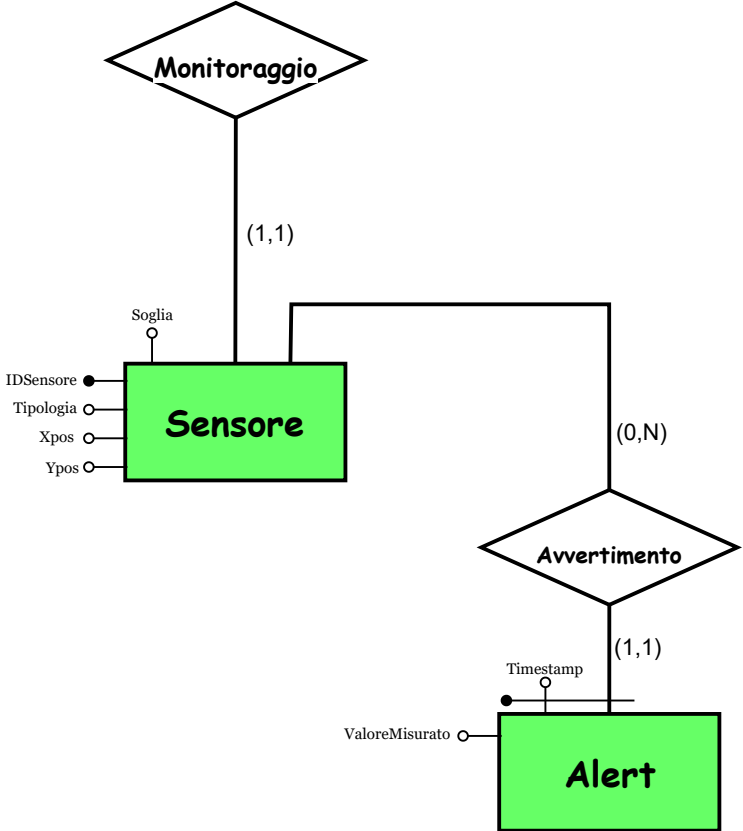 Monitoraggio
(1,1)
Soglia
IDSensore
Tipologia
Xpos
Ypos
Sensore
(0,N)
Avvertimento
(1,1)
Timestamp
ValoreMisurato
Alert